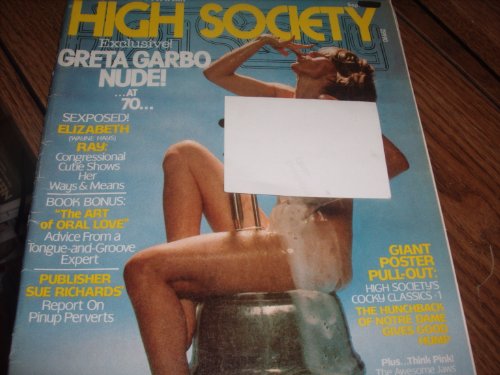 HIGH SOCIETY
Exclusive!
GRETA GARBO
NUDE!
...AT
70...
SEXPOSED!
ELIZABETH
(WAYNE HAYS)
RAY:
Congressional
Cutie Shows
Her
Ways & Means
BOOK BONUS:
"The ART
of ORAL LOVE"
Advice From a
Tongue-and-Groove
Expert
PUBLISHER
SUE RICHARDS'
Report On
Pinup Perverts
GIANT
POSTER
PULL-OUT:
HIGH SOCIETY'S
COCKY CLASSICS
THE HUNCHBACK
OF NOTRE DAME
GIVES GOOD
HUMP
Plus...Think Pink!
The Awesome Jaws